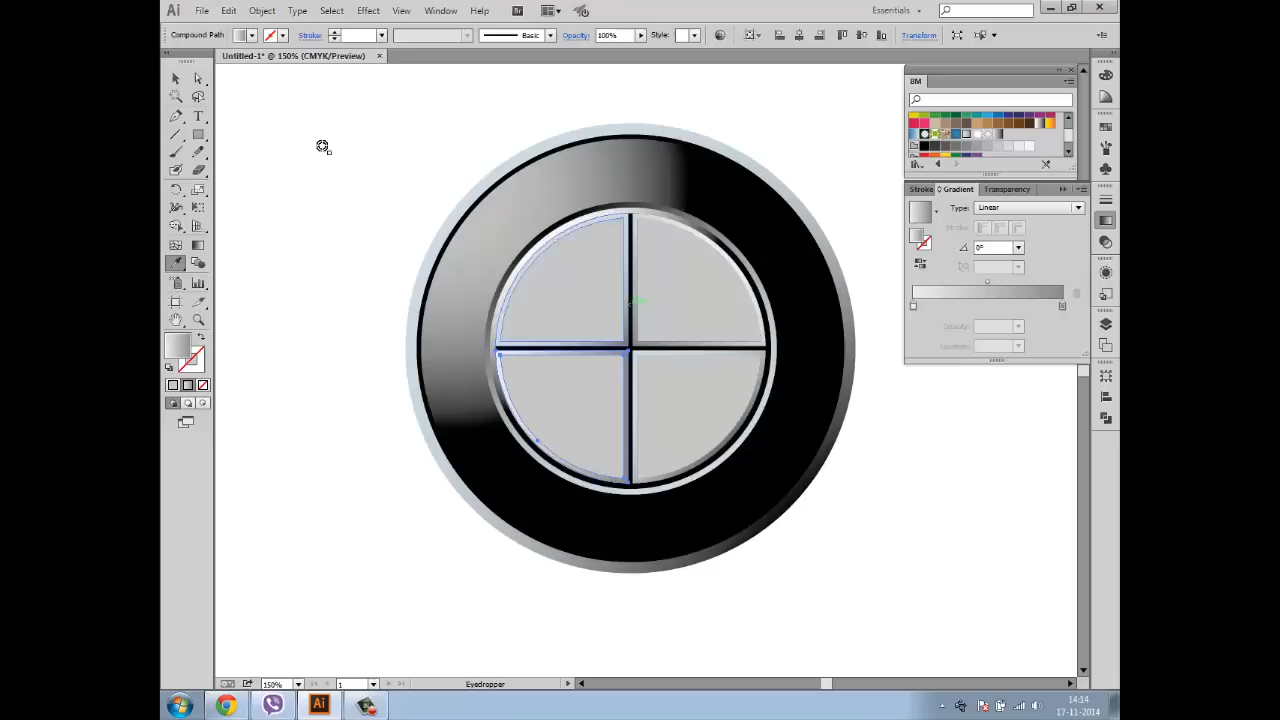 Ai File Edit Object Type Select Effect View Window Help Br Essentials
Compound Path Stroke: Basic Opacity: 100% Style: Transform
Untitled-1* @ 150% (CMYK/Preview)
BM
Stroke Gradient Transparency
Type: Linear
Stroke:
0°
Opacity:
Location:
150% 1 Eyedropper
Ai
14:14
17-11-2014